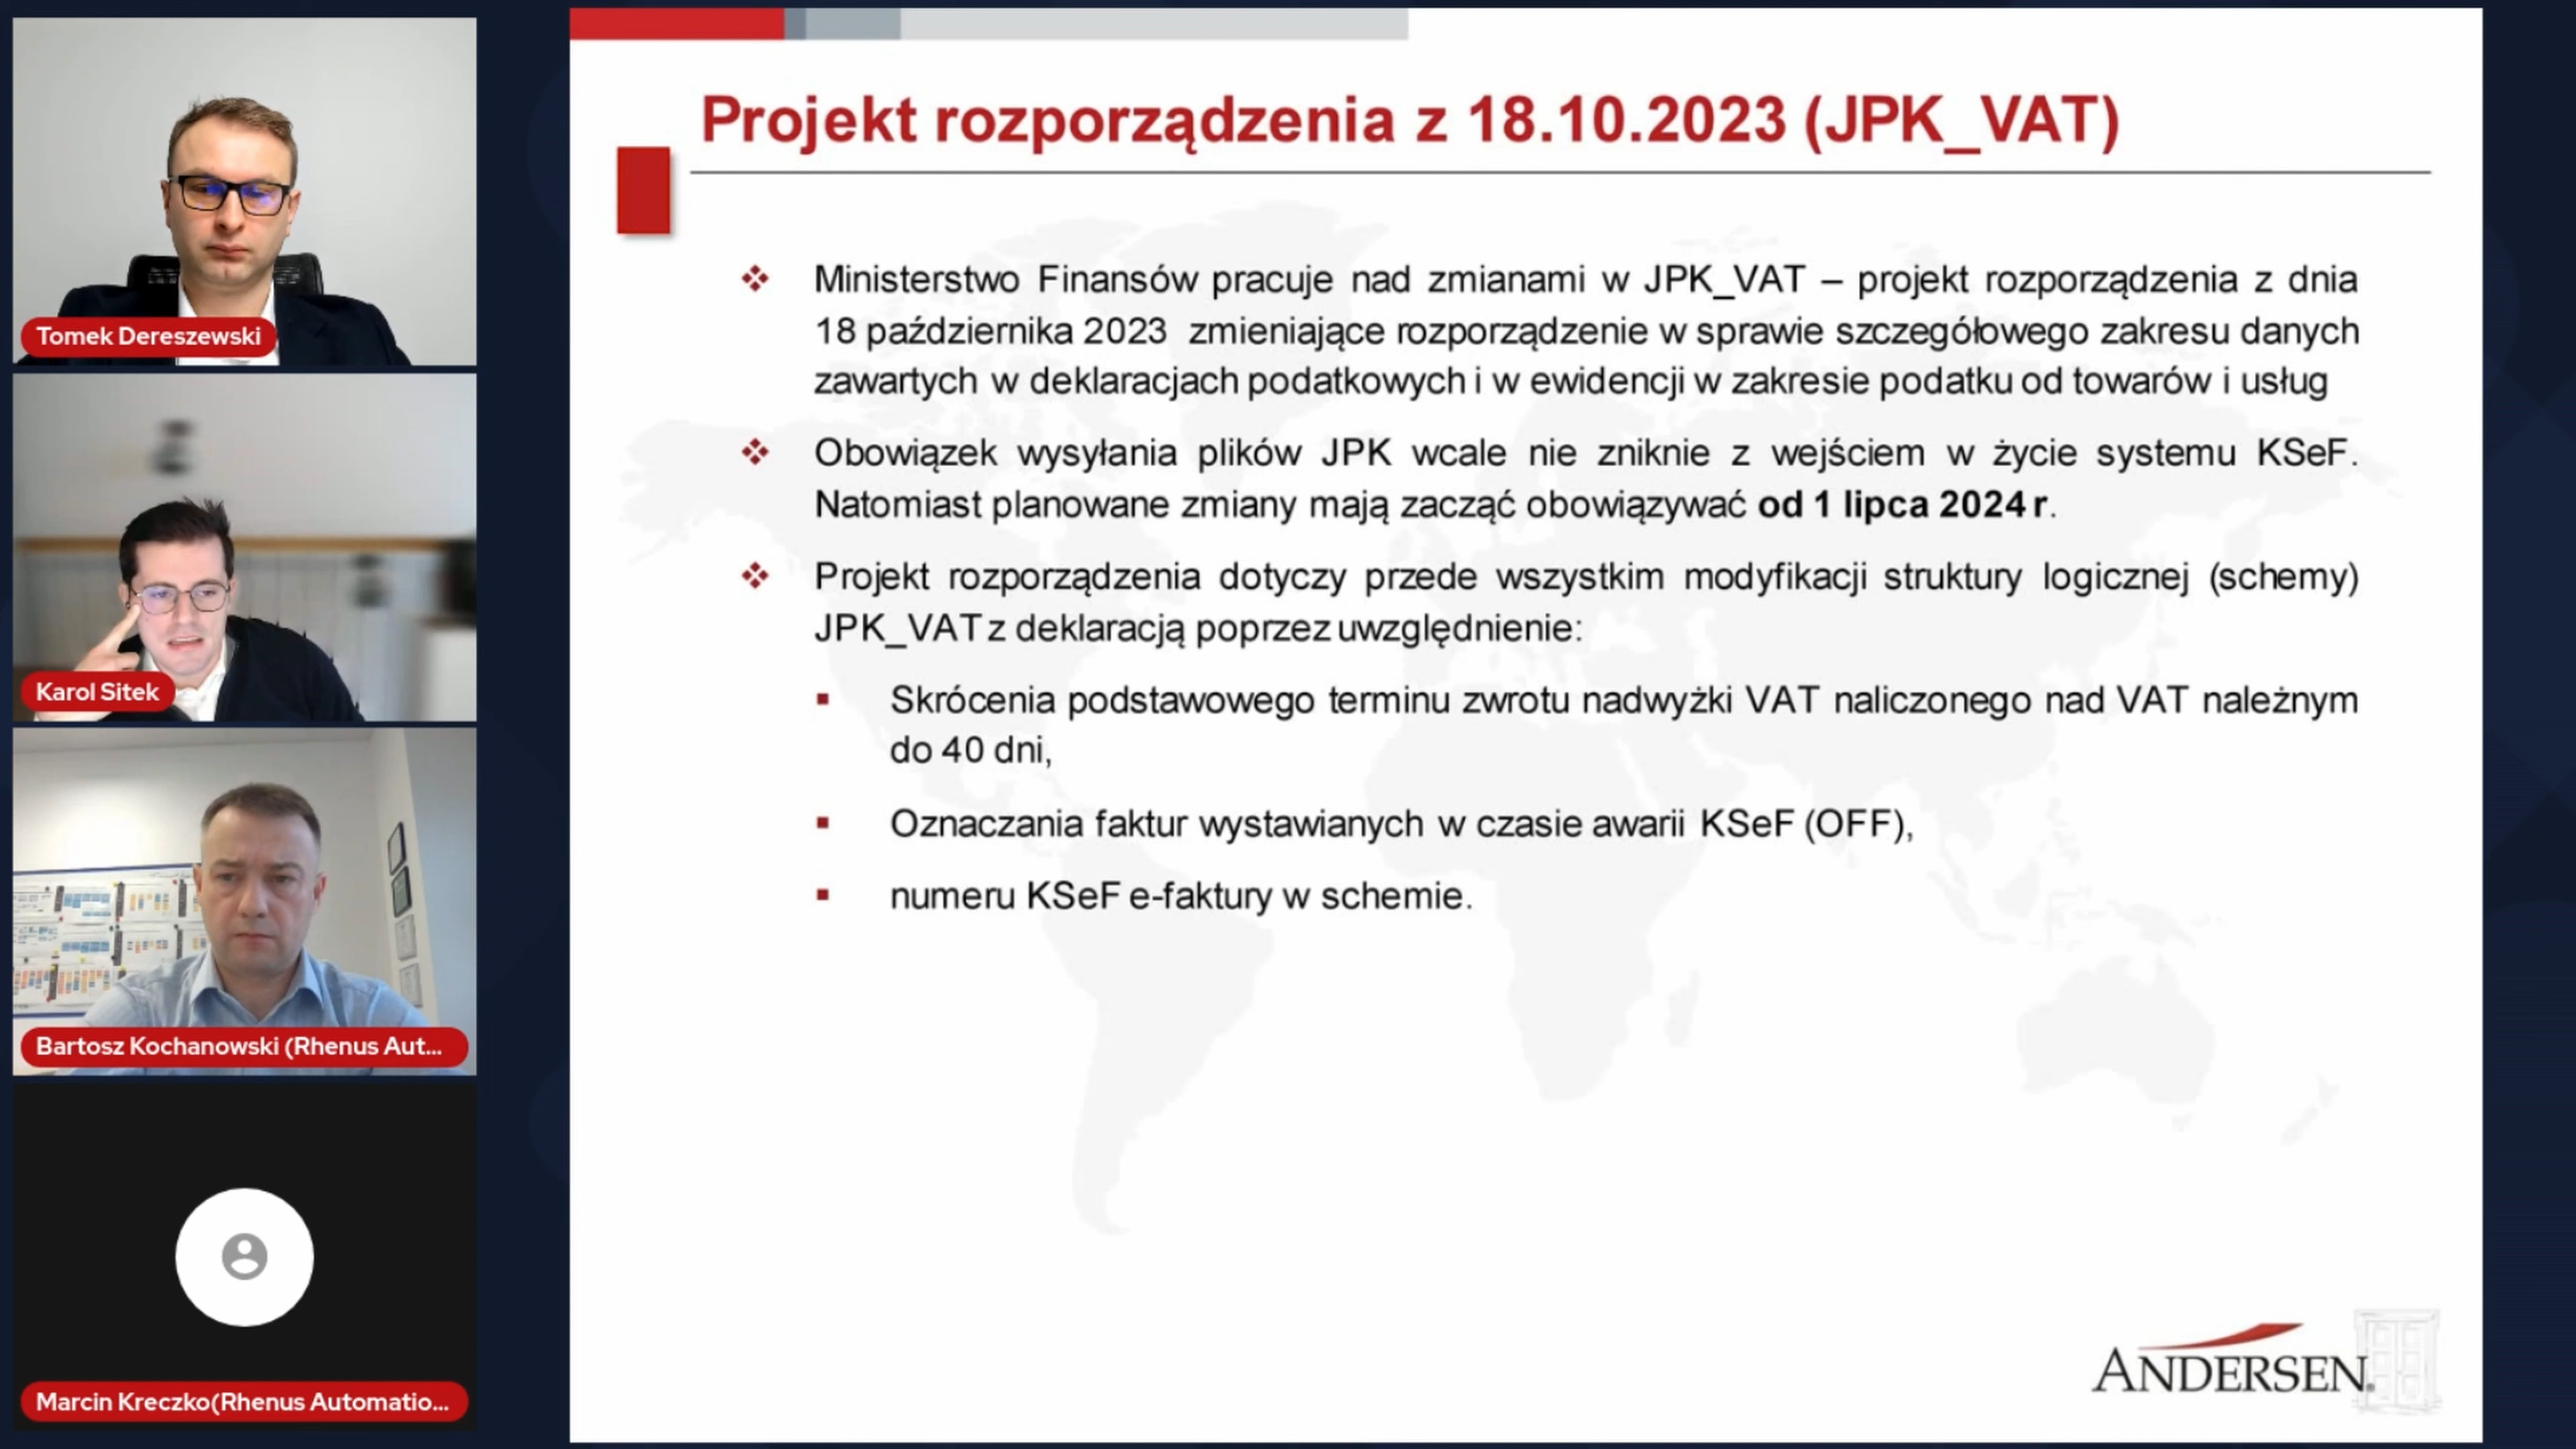 Tomek Dereszewski
Karol Sitek
Bartosz Kochanowski (Rhenus Aut...
Marcin Kreczko(Rhenus Automatio...
Projekt rozporządzenia z 18.10.2023 (JPK_VAT)
Ministerstwo Finansów pracuje nad zmianami w JPK_VAT – projekt rozporządzenia z dnia
18 października 2023 zmieniające rozporządzenie w sprawie szczegółowego zakresu danych
zawartych w deklaracjach podatkowych i w ewidencji w zakresie podatku od towarów i usług
Obowiązek wysyłania plików JPK wcale nie zniknie z wejściem w życie systemu KSeF.
Natomiast planowane zmiany mają zacząć obowiązywać od 1 lipca 2024 r.
Projekt rozporządzenia dotyczy przede wszystkim modyfikacji struktury logicznej (schemy)
JPK_VAT z deklaracją poprzez uwzględnienie:
Skrócenia podstawowego terminu zwrotu nadwyżki VAT naliczonego nad VAT należnym
do 40 dni,
Oznaczania faktur wystawianych w czasie awarii KSeF (OFF),
numeru KSeF e-faktury w schemie.
ANDERSEN